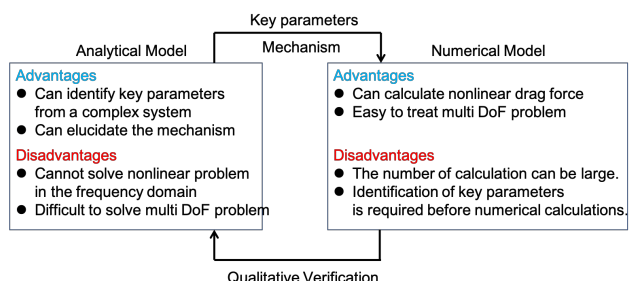 Key parameters
Mechanism
Analytical Model
Advantages
● Can identify key parameters
from a complex system
● Can elucidate the mechanism
Disadvantages
● Cannot solve nonlinear problem
in the frequency domain
● Difficult to solve multi DoF problem
Numerical Model
Advantages
● Can calculate nonlinear drag force
● Easy to treat multi DoF problem
Disadvantages
● The number of calculation can be large.
● Identification of key parameters
is required before numerical calculations.
Qualitative Verification